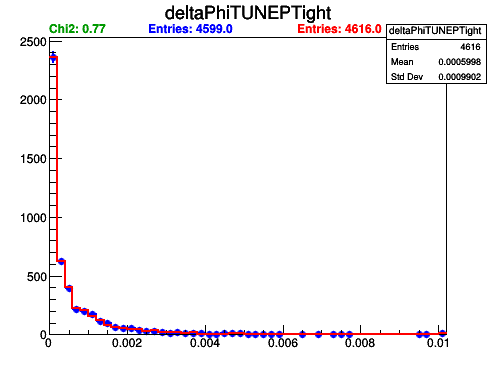 deltaPhiTUNEPTight
Chi2: 0.77 Entries: 4599.0 Entries: 4616.0
deltaPhiTUNEPTight
Entries 4616
Mean 0.0005998
Std Dev 0.0009902
2500
2000
1500
1000
500
0
0 0.002 0.004 0.006 0.008 0.01